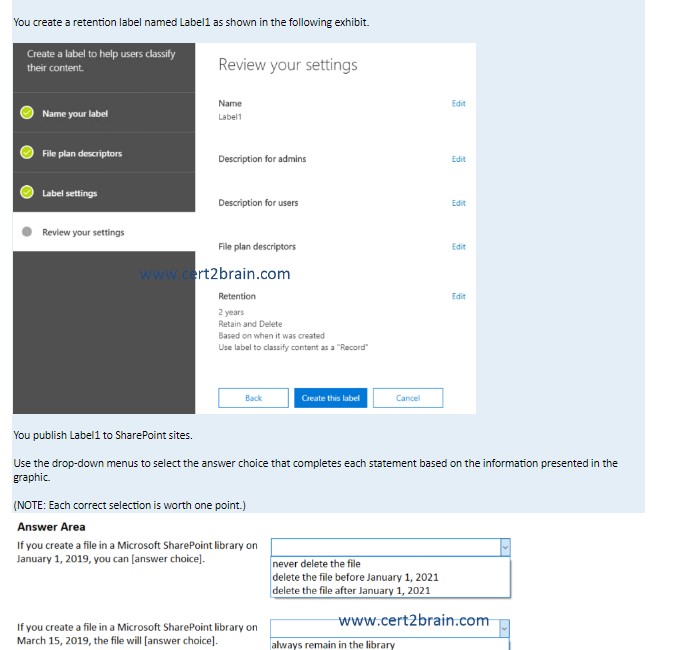 You create a retention label named Label1 as shown in the following exhibit.
Create a label to help users classify
their content.
Name your label
File plan descriptors
Label settings
Review your settings
Review your settings
Name
Edit
Label1
Description for admins
Edit
Description for users
Edit
File plan descriptors
Edit
www.cert2brain.com
Retention
Edit
2 years
Retain and Delete
Based on when it was created
Use label to classify content as a "Record"
Back
Create this label
Cancel
You publish Label1 to SharePoint sites.
Use the drop-down menus to select the answer choice that completes each statement based on the information presented in the
graphic.
(NOTE: Each correct selection is worth one point.)
Answer Area
If you create a file in a Microsoft SharePoint library on
January 1, 2019, you can [answer choice].
never delete the file
delete the file before January 1, 2021
delete the file after January 1, 2021
www.cert2brain.com
If you create a file in a Microsoft SharePoint library on
March 15, 2019, the file will [answer choice].
always remain in the library